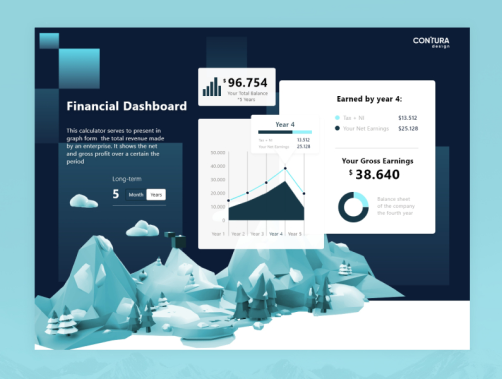 CONTURA
design
Financial Dashboard
This calculator serves to present in
graph form the total revenue made
by an enterprise. It shows the net
and gross profit over a certain the
period
Long-term
5 Month Years
$ 96.754
Your Total Balance
Years
Year 4
Tax + NI $13.512
Your Net Earnings $25.128
50.000
40.000
30.000
20.000
10.000
0
Year 1 Year 2 Year 3 Year 4 Year 5
Earned by year 4:
Tax + NI $13.512
Your Net Earnings $25.128
Your Gross Earnings
$ 38.640
Balance sheet
of the company
the fourth year